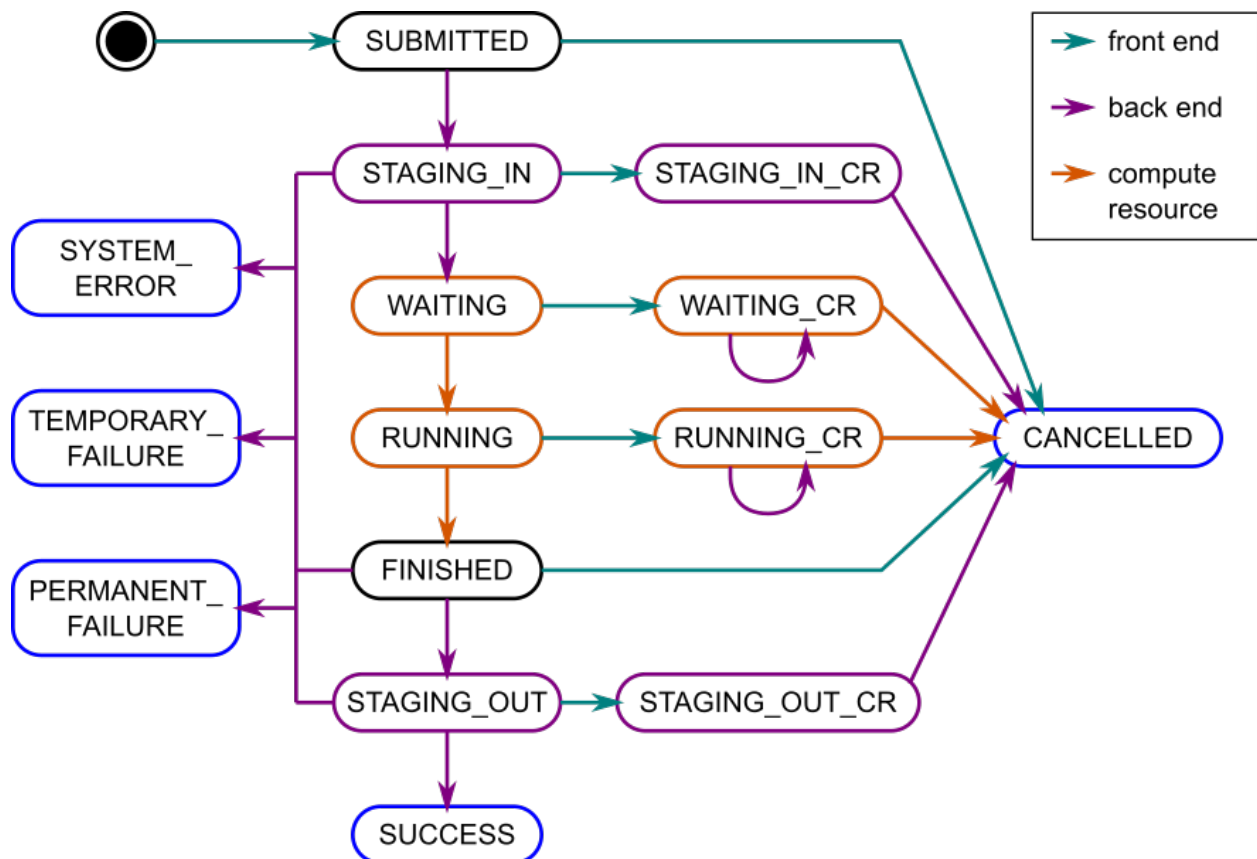 SUBMITTED
front end
back end
compute
resource
STAGING_IN
STAGING_IN_CR
SYSTEM_
ERROR
WAITING
WAITING_CR
TEMPORARY_
FAILURE
RUNNING
RUNNING_CR
CANCELLED
FINISHED
PERMANENT_
FAILURE
STAGING_OUT
STAGING_OUT_CR
SUCCESS